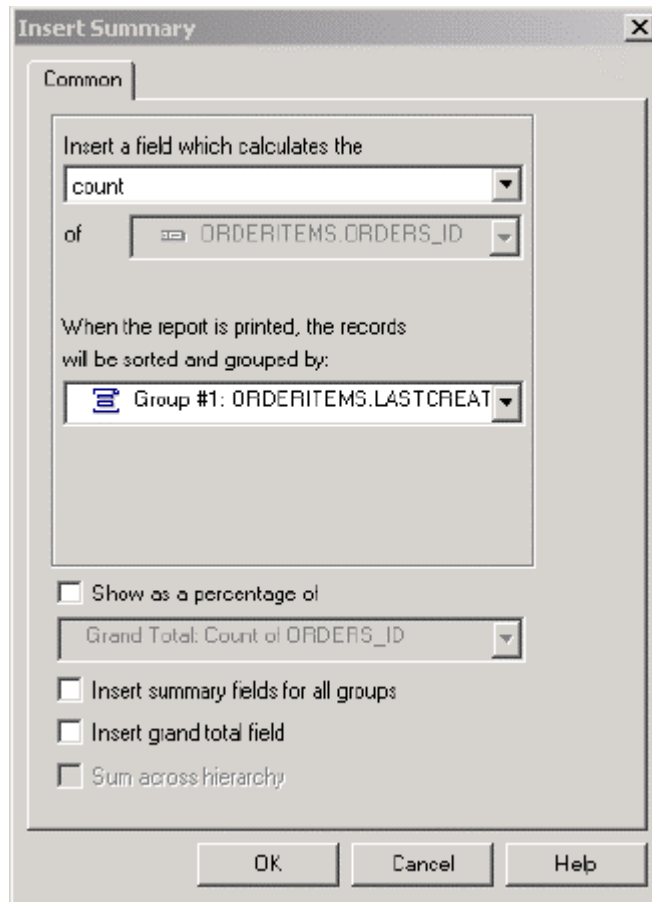 Insert Summary
Common
Insert a field which calculates the
count
of ORDERITEMS.ORDERS_ID
When the report is printed, the records
will be sorted and grouped by:
Group #1: ORDERITEMS.LASTCREAT
Show as a percentage of
Grand Total: Count of ORDERS_ID
Insert summary fields for all groups
Insert grand total field
Sum across hierarchy
OK Cancel Help